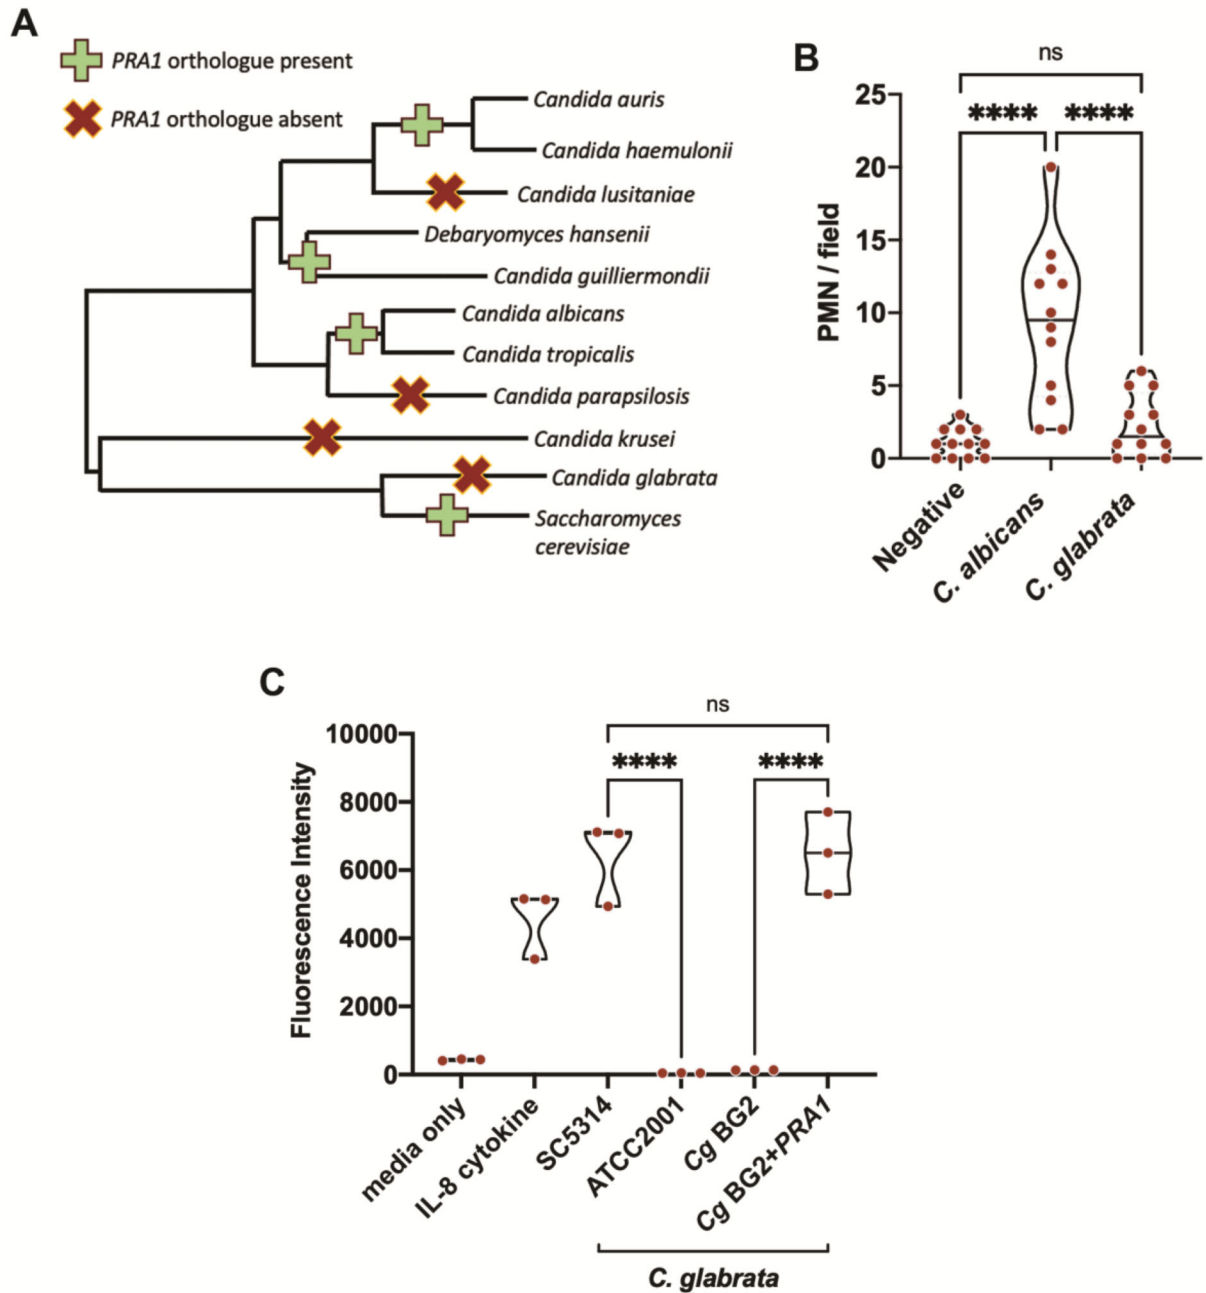 A
PRA1 orthologue present
PRA1 orthologue absent
Candida auris
Candida haemulonii
Candida lusitaniae
Debaryomyces hansenii
Candida guilliermondii
Candida albicans
Candida tropicalis
Candida parapsilosis
Candida krusei
Candida glabrata
Saccharomyces
cerevisiae
B
ns
**** ****
25
20
15
10
5
0
PMN / field
Negative
C. albicans
C. glabrata
C
ns
**** ****
10000
8000
6000
4000
2000
0
Fluorescence Intensity
media only
IL-8 cytokine
SC5314
ATCC2001
Cg BG2
Cg BG2+PRA1
C. glabrata